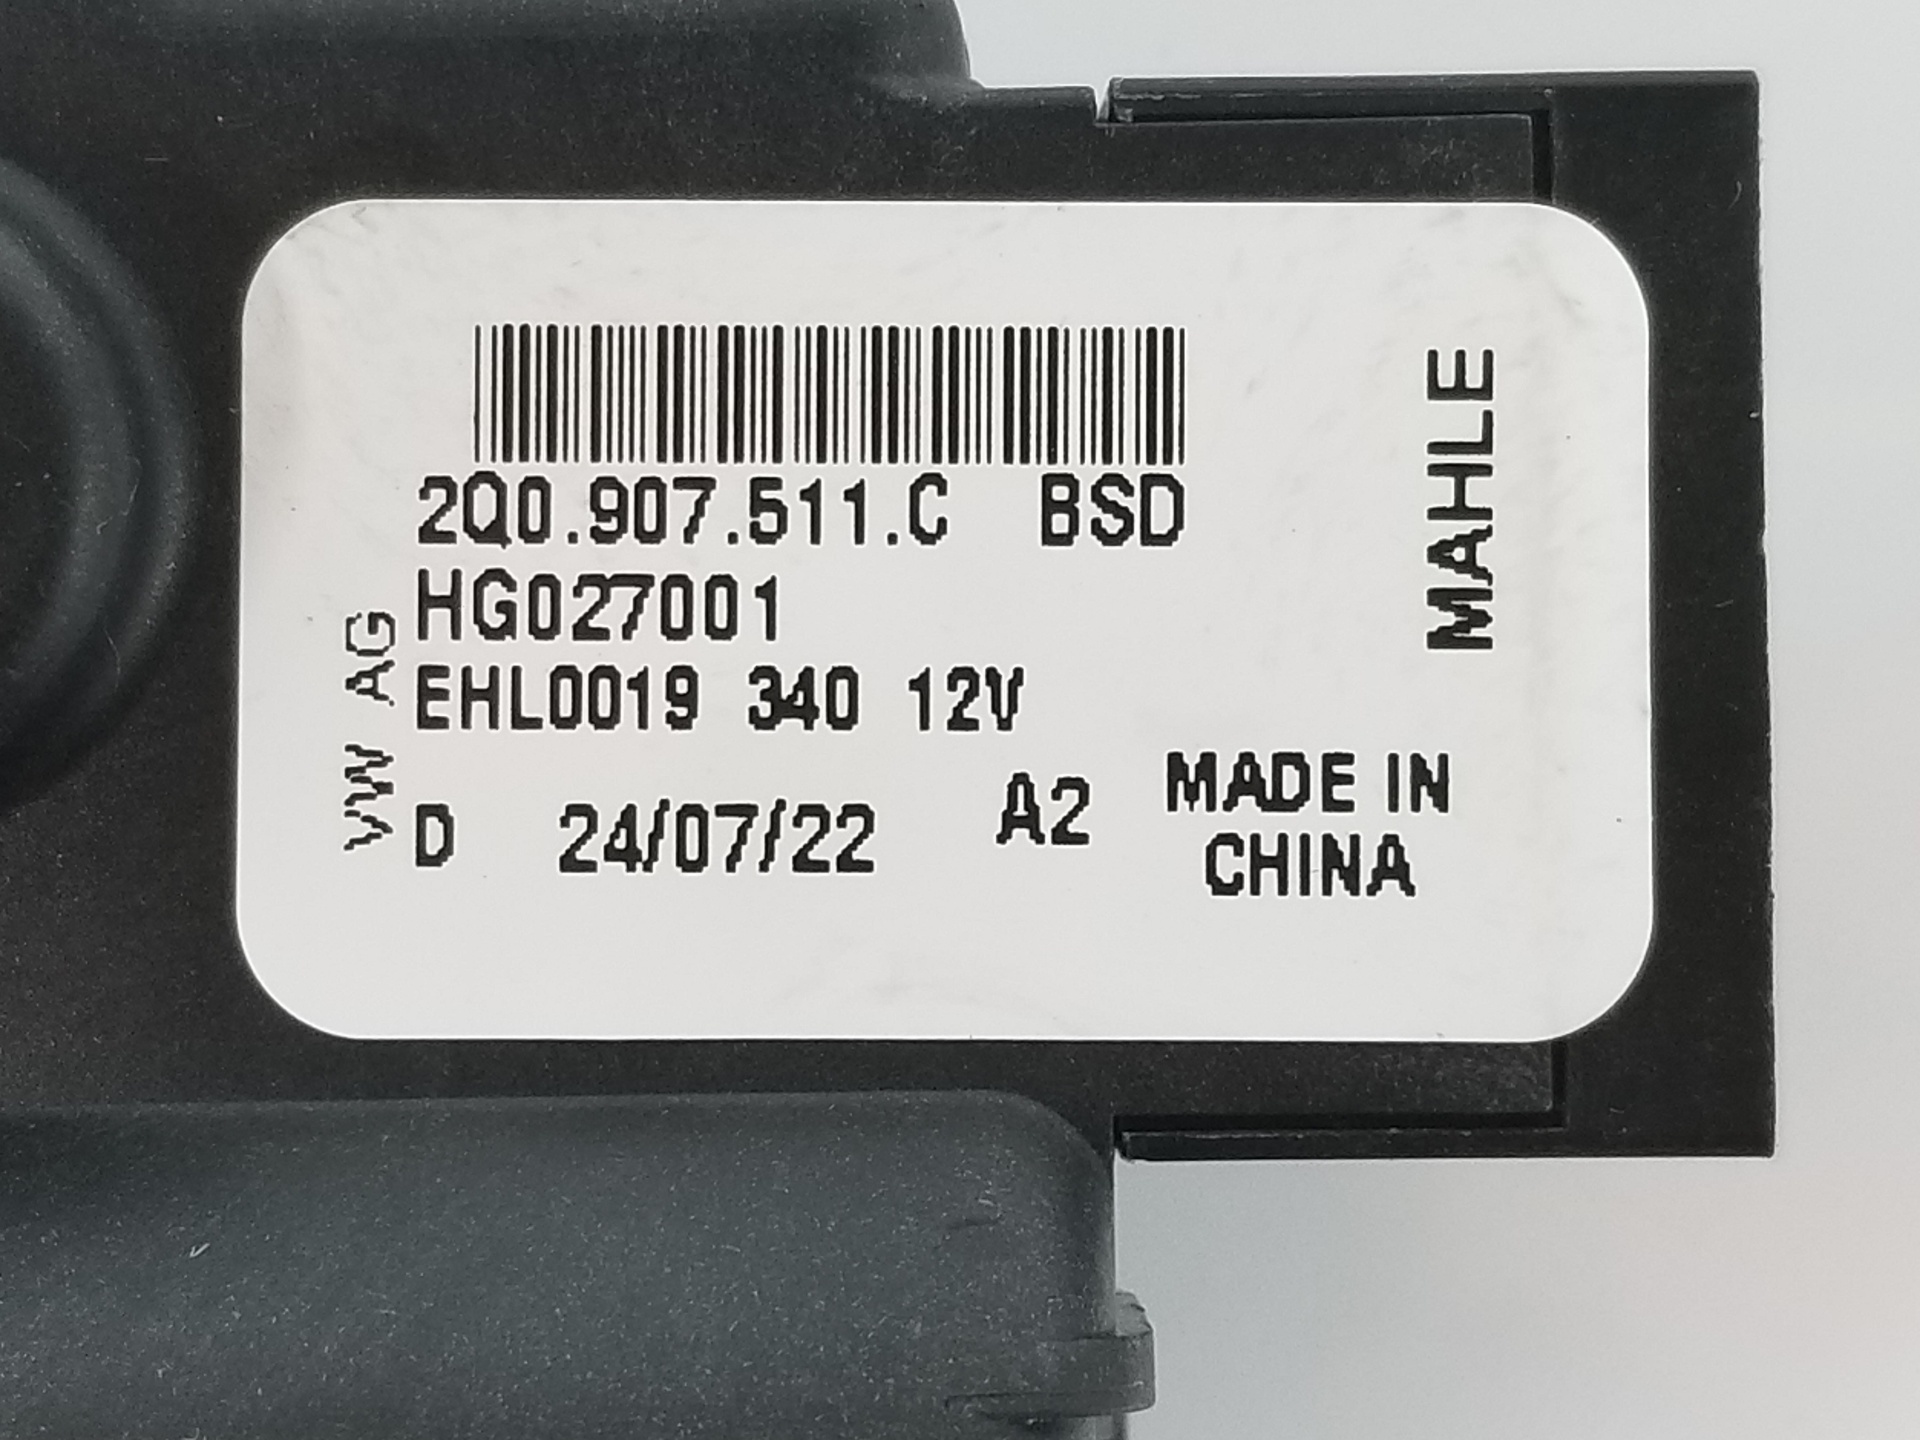 2Q0.907.511.C BSD
HG027001
EHL0019 340 12V
D 24/07/22 A2
MADE IN
CHINA
VW AG
MAHLE